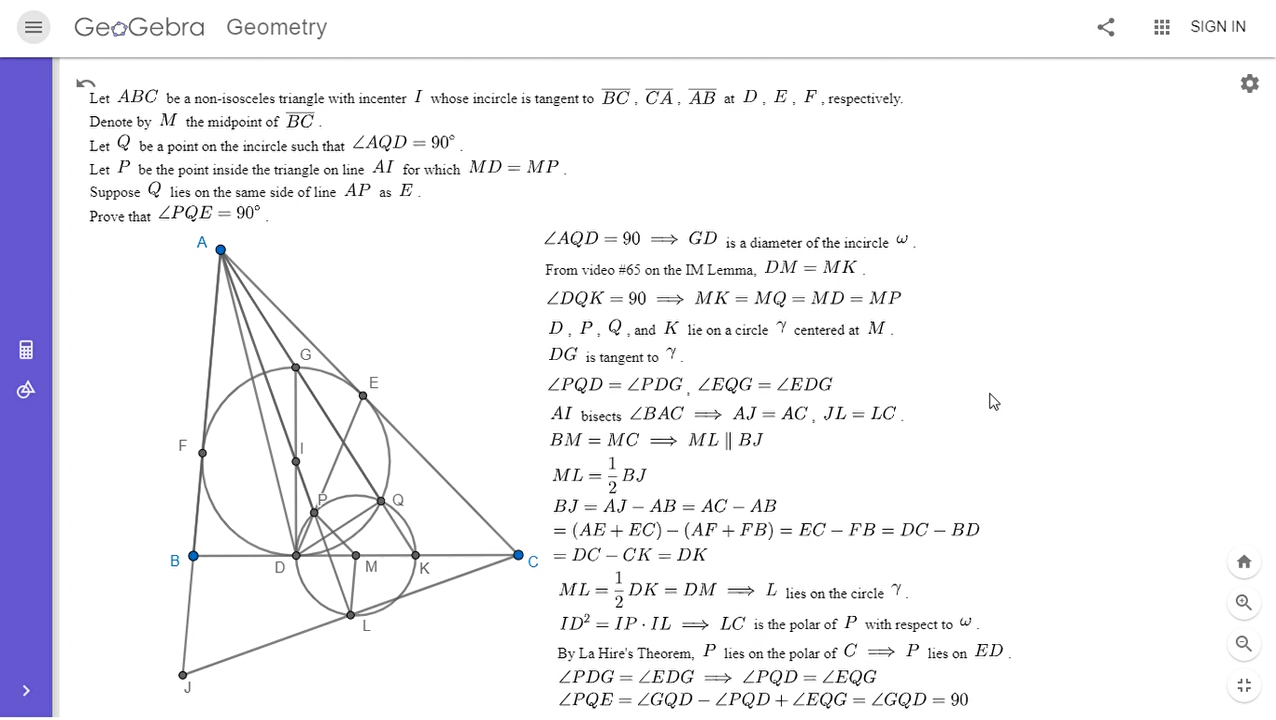 GeoGebra Geometry
SIGN IN
Let ABC be a non-isosceles triangle with incenter I whose incircle is tangent to \overline{BC}, \overline{CA}, \overline{AB} at D, E, F, respectively.
Denote by M the midpoint of \overline{BC}.
Let Q be a point on the incircle such that ∠AQD = 90°.
Let P be the point inside the triangle on line AI for which MD = MP.
Suppose Q lies on the same side of line AP as E.
Prove that ∠PQE = 90°.
∠AQD = 90 ⟹ GD is a diameter of the incircle ω.
From video #65 on the IM Lemma, DM = MK.
∠DQK = 90 ⟹ MK = MQ = MD = MP
D, P, Q, and K lie on a circle γ centered at M.
DG is tangent to γ.
∠PQD = ∠PDG, ∠EQG = ∠EDG
AI bisects ∠BAC ⟹ AJ = AC, JL = LC.
BM = MC ⟹ ML ∥ BJ
ML = \frac{1}{2} BJ
BJ = AJ − AB = AC − AB
= (AE + EC) − (AF + FB) = EC − FB = DC − BD
= DC − CK = DK
ML = \frac{1}{2} DK = DM ⟹ L lies on the circle γ.
ID² = IP · IL ⟹ LC is the polar of P with respect to ω.
By La Hire's Theorem, P lies on the polar of C ⟹ P lies on ED.
∠PDG = ∠EDG ⟹ ∠PQD = ∠EQG
∠PQE = ∠GQD − ∠PQD + ∠EQG = ∠GQD = 90
A
G
E
F
I
P
Q
B
D
M
K
C
L
J